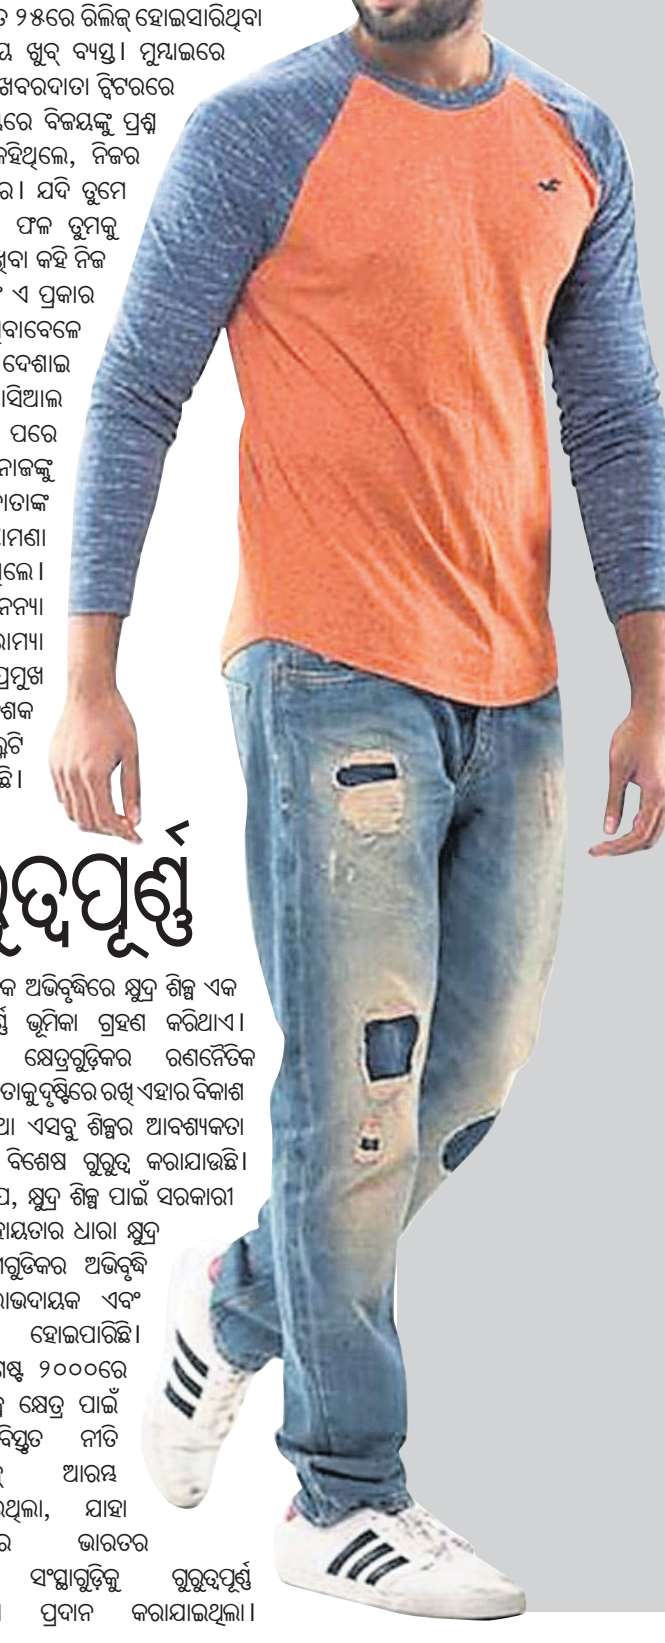 ୨୫ରେ ରିଲିଜ୍ ହୋଇସାରିଥିବା
ଖୁବ୍ ବ୍ୟସ୍ତ। ମୁମ୍ବାଇରେ
ଖବରଦାତା ଟ୍ୱିଟରରେ
ବିଜୟଙ୍କୁ ପ୍ରଶ୍ନ
କହିଥିଲେ, ନିଜର
ଯଦି ତୁମେ
ଫଳ ତୁମକୁ
କହି ନିଜ
ଏ ପ୍ରକାର
ବାବେଳେ
ଦେଶାଇ
ସିଆଲ
ପରେ
ନାଜଙ୍କୁ
ତାଙ୍କ
ମଣା
ଲେ।
ନନ୍ୟା
ମ୍ୟା
ପ୍ରମୁଖ
ଶକ
ଟି
ଛି।
ତ୍ୱପୂର୍ଣ୍ଣ
କ ଅଭିବୃଦ୍ଧିରେ କ୍ଷୁଦ୍ର ଶିଳ୍ପ ଏକ
ଭୂମିକା ଗ୍ରହଣ କରିଥାଏ।
କ୍ଷେତ୍ରଗୁଡ଼ିକର ରଣନୈତିକ
ତାକୁ ଦୃଷ୍ଟିରେ ରଖି ଏହାର ବିକାଶ
ଏସବୁ ଶିଳ୍ପର ଆବଶ୍ୟକତା
ବିଶେଷ ଗୁରୁତ୍ୱ କରାଯାଉଛି।
କ୍ଷୁଦ୍ର ଶିଳ୍ପ ପାଇଁ ସରକାରୀ
ହାୟତାର ଧାରା କ୍ଷୁଦ୍ର
ଗୁଡିକର ଅଭିବୃଦ୍ଧି
ଲାଭଦାୟକ ଏବଂ
ହୋଇପାରିଛି।
ଗଷ୍ଟ ୨୦୦୦ରେ
କ୍ଷେତ୍ର ପାଇଁ
ବିସ୍ତୃତ ନୀତି
ଆରମ୍ଭ
ଥିଲା, ଯାହା
ଭାରତର
ସଂସ୍ଥାଗୁଡ଼ିକୁ ଗୁରୁତ୍ୱପୂର୍ଣ୍ଣ
ପ୍ରଦାନ କରାଯାଇଥିଲା।